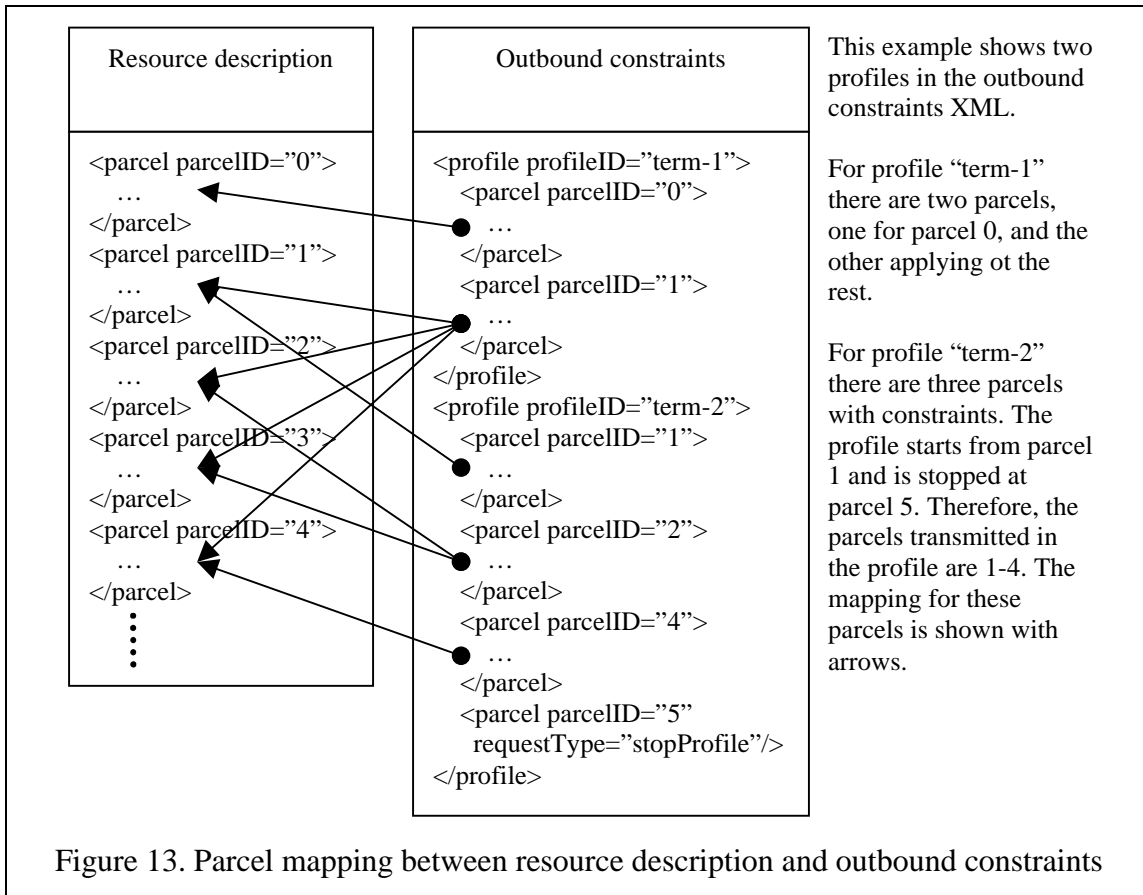 Resource description
<parcel parcelID=”0”>
…
</parcel>
<parcel parcelID=”1”>
…
</parcel>
<parcel parcelID=”2”>
…
</parcel>
<parcel parcelID=”3”>
…
</parcel>
<parcel parcelID=”4”>
…
</parcel>
Outbound constraints
<profile profileID=”term-1”>
<parcel parcelID=”0”>
…
</parcel>
<parcel parcelID=”1”>
…
</parcel>
</profile>
<profile profileID=”term-2”>
<parcel parcelID=”1”>
…
</parcel>
<parcel parcelID=”2”>
…
</parcel>
<parcel parcelID=”4”>
…
</parcel>
<parcel parcelID=”5”
requestType=”stopProfile”/>
</profile>
This example shows two
profiles in the outbound
constraints XML.
For profile “term-1”
there are two parcels,
one for parcel 0, and the
other applying ot the
rest.
For profile “term-2”
there are three parcels
with constraints. The
profile starts from parcel
1 and is stopped at
parcel 5. Therefore, the
parcels transmitted in
the profile are 1-4. The
mapping for these
parcels is shown with
arrows.
Figure 13. Parcel mapping between resource description and outbound constraints